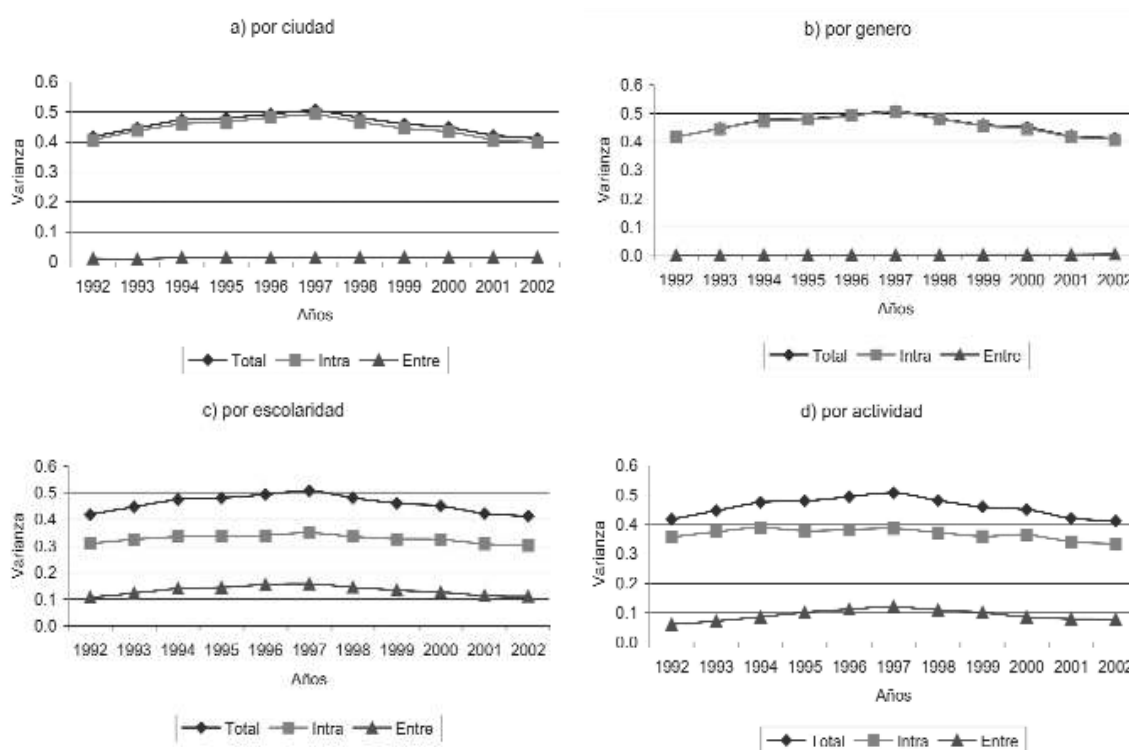 a) por ciudad
0.6
0.5
0.4
0.3
0.2
0.1
0
Varianza
1992 1993 1994 1995 1996 1997 1998 1999 2000 2001 2002
Años
Total Intra Entre
b) por genero
0.6
0.5
0.4
0.3
0.2
0.1
0.0
Varianza
1992 1993 1994 1995 1996 1997 1998 1999 2000 2001 2002
Años
Total Intra Entre
c) por escolaridad
0.6
0.5
0.4
0.3
0.2
0.1
0.0
Varianza
1992 1993 1994 1995 1996 1997 1998 1999 2000 2001 2002
Años
Total Intra Entre
d) por actividad
0.6
0.5
0.4
0.3
0.2
0.1
0.0
Varianza
1992 1993 1994 1995 1996 1997 1998 1999 2000 2001 2002
Años
Total Intra Entre